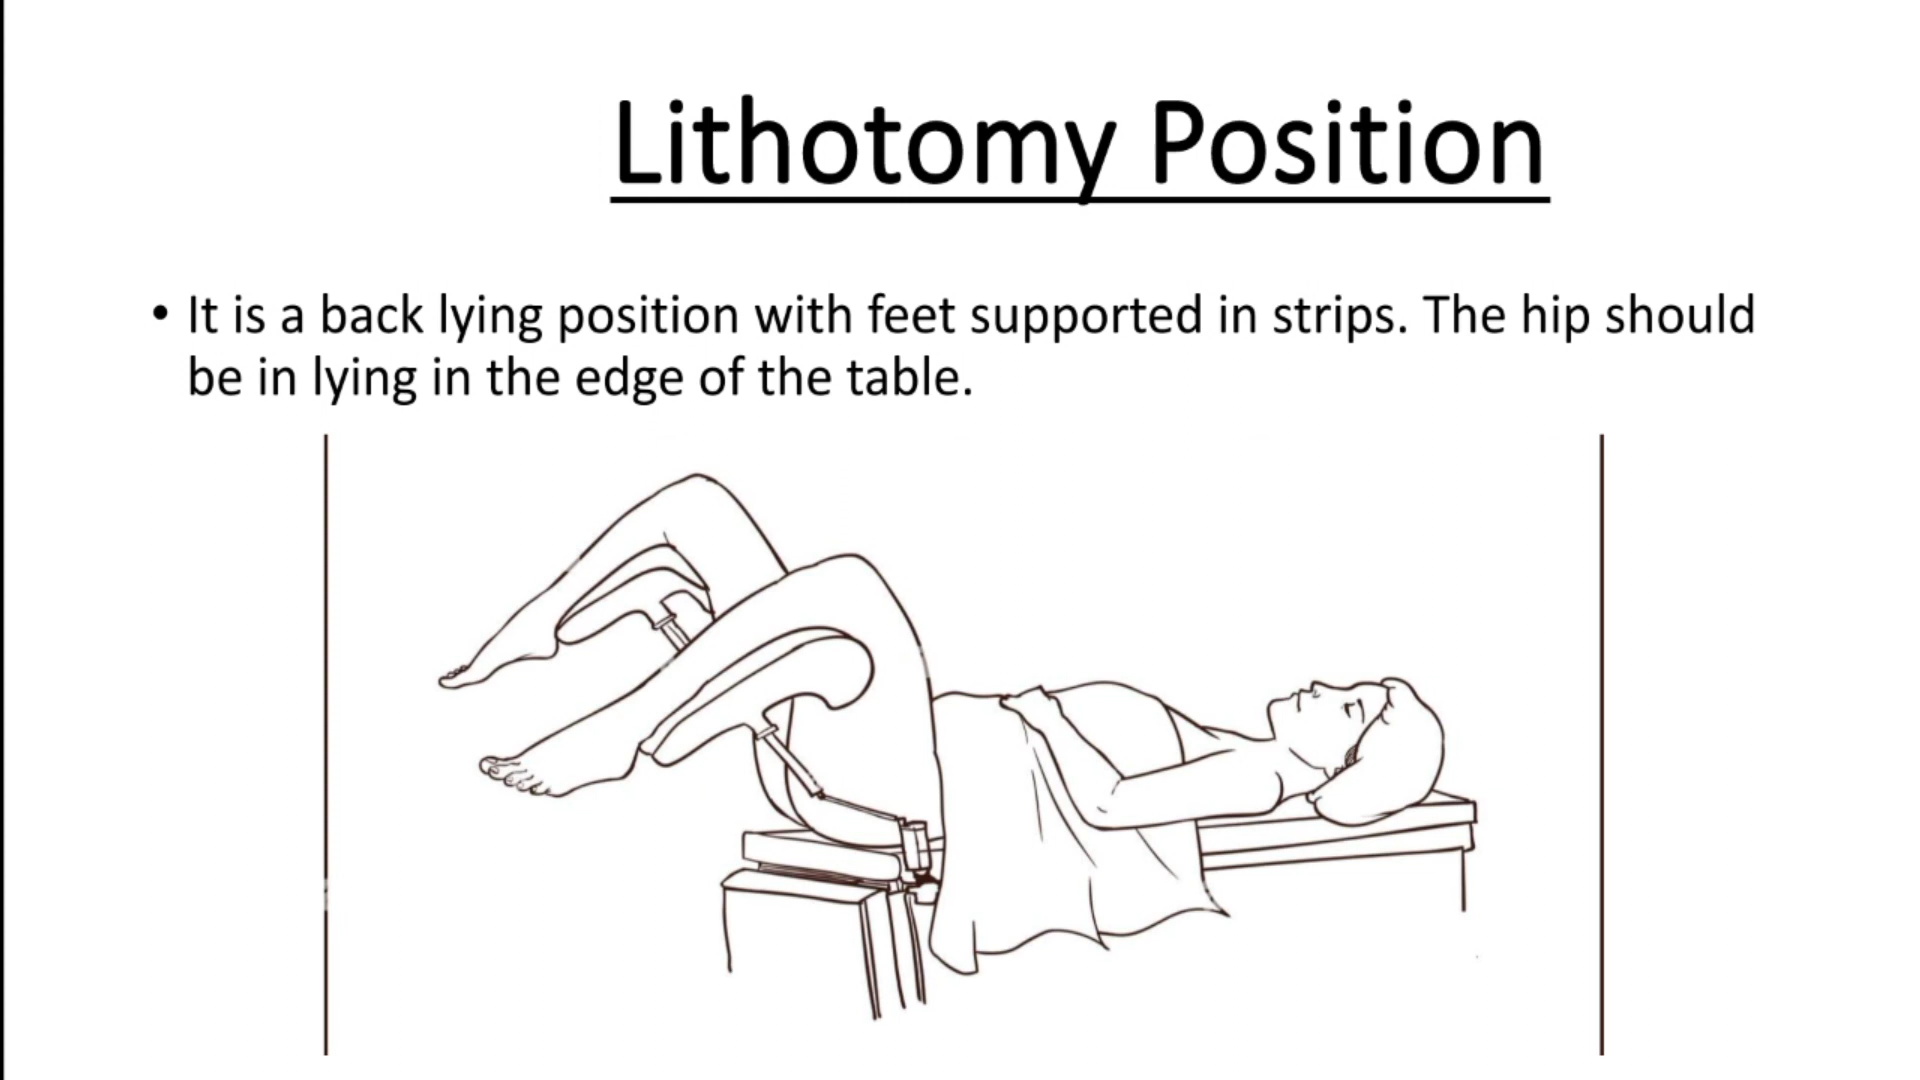 Lithotomy Position
• It is a back lying position with feet supported in strips. The hip should
be in lying in the edge of the table.